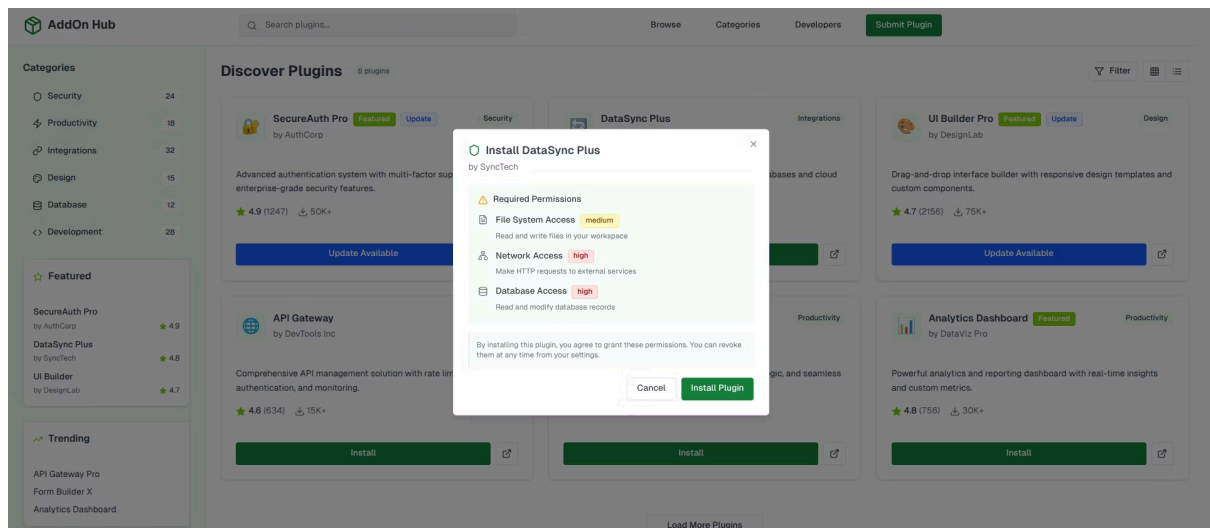 AddOn Hub
Search plugins...
Browse
Categories
Developers
Submit Plugin
Categories
Security 24
Productivity 18
Integrations 32
Design 15
Database 12
Development 28
Featured
SecureAuth Pro
by AuthCorp 4.9
DataSync Plus
by SyncTech 4.8
UI Builder
by DesignLab 4.7
Trending
API Gateway Pro
Form Builder X
Analytics Dashboard
Discover Plugins 6 plugins
Filter
SecureAuth Pro Featured Update Security
by AuthCorp
Advanced authentication system with multi-factor sup
enterprise-grade security features.
4.9 (1247) 50K+
Update Available
DataSync Plus Integrations
abases and cloud
UI Builder Pro Featured Update Design
by DesignLab
Drag-and-drop interface builder with responsive design templates and
custom components.
4.7 (2156) 75K+
Update Available
API Gateway
by DevTools Inc
Comprehensive API management solution with rate lim
authentication, and monitoring.
4.6 (634) 15K+
Install
Productivity
gic, and seamless
Install
Analytics Dashboard Featured Productivity
by DataViz Pro
Powerful analytics and reporting dashboard with real-time insights
and custom metrics.
4.8 (756) 30K+
Install
Load More Plugins
Install DataSync Plus
by SyncTech
Required Permissions
File System Access medium
Read and write files in your workspace
Network Access high
Make HTTP requests to external services
Database Access high
Read and modify database records
By installing this plugin, you agree to grant these permissions. You can revoke
them at any time from your settings.
Cancel
Install Plugin